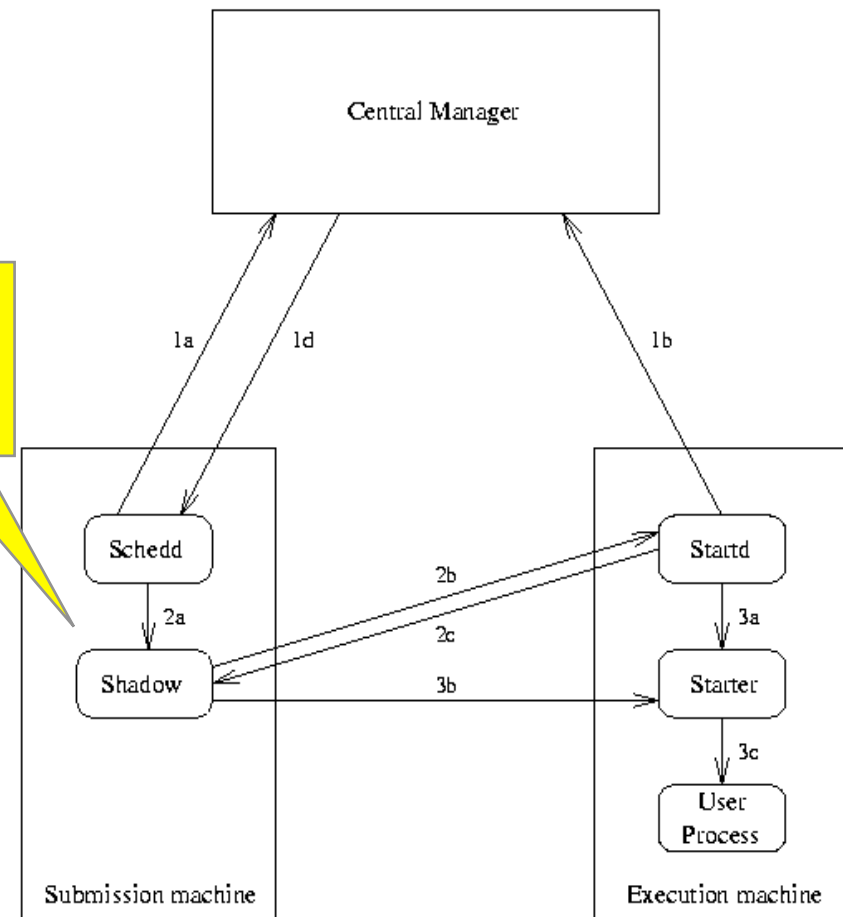 Central Manager
1a
1d
1b
Schedd
Startd
2b
2a
2c
3a
Shadow
3b
Starter
3c
User
Process
Submission machine
Execution machine